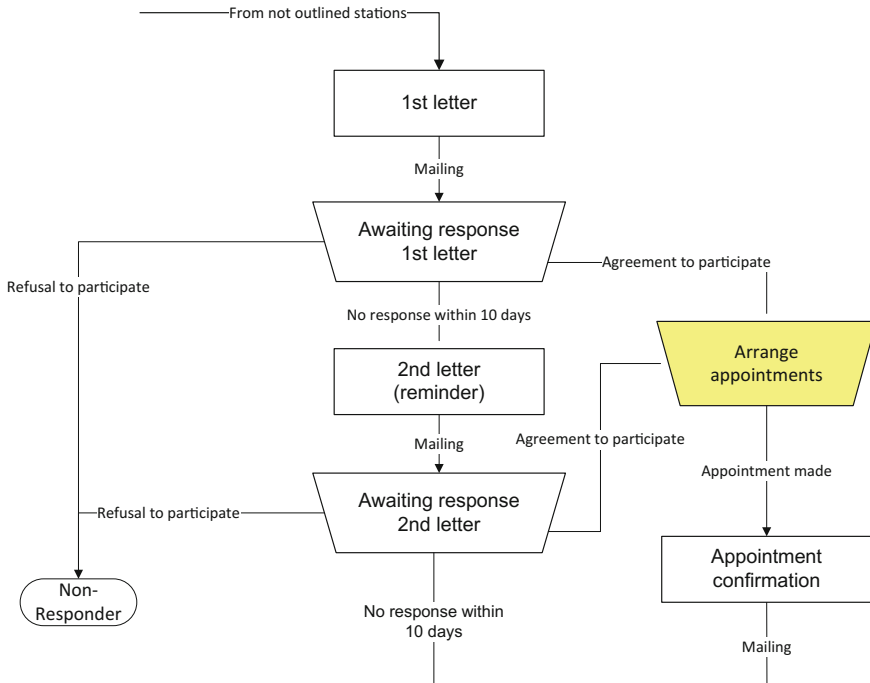 From not outlined stations
1st letter
Mailing
Awaiting response
1st letter
Agreement to participate
Refusal to participate
No response within 10 days
Arrange
appointments
2nd letter
(reminder)
Mailing
Agreement to participate
Appointment made
Awaiting response
2nd letter
Refusal to participate
Appointment
confirmation
Non-
Responder
No response within
10 days
Mailing